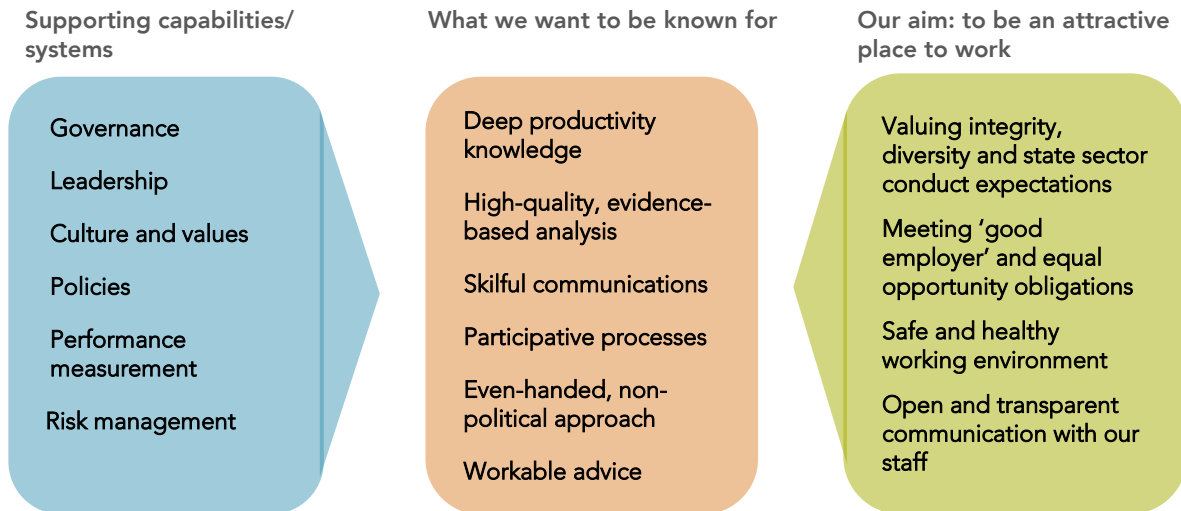 Supporting capabilities/
systems
Governance
Leadership
Culture and values
Policies
Performance
measurement
Risk management
What we want to be known for
Deep productivity
knowledge
High-quality, evidence-
based analysis
Skilful communications
Participative processes
Even-handed, non-
political approach
Workable advice
Our aim: to be an attractive
place to work
Valuing integrity,
diversity and state sector
conduct expectations
Meeting ‘good
employer’ and equal
opportunity obligations
Safe and healthy
working environment
Open and transparent
communication with our
staff